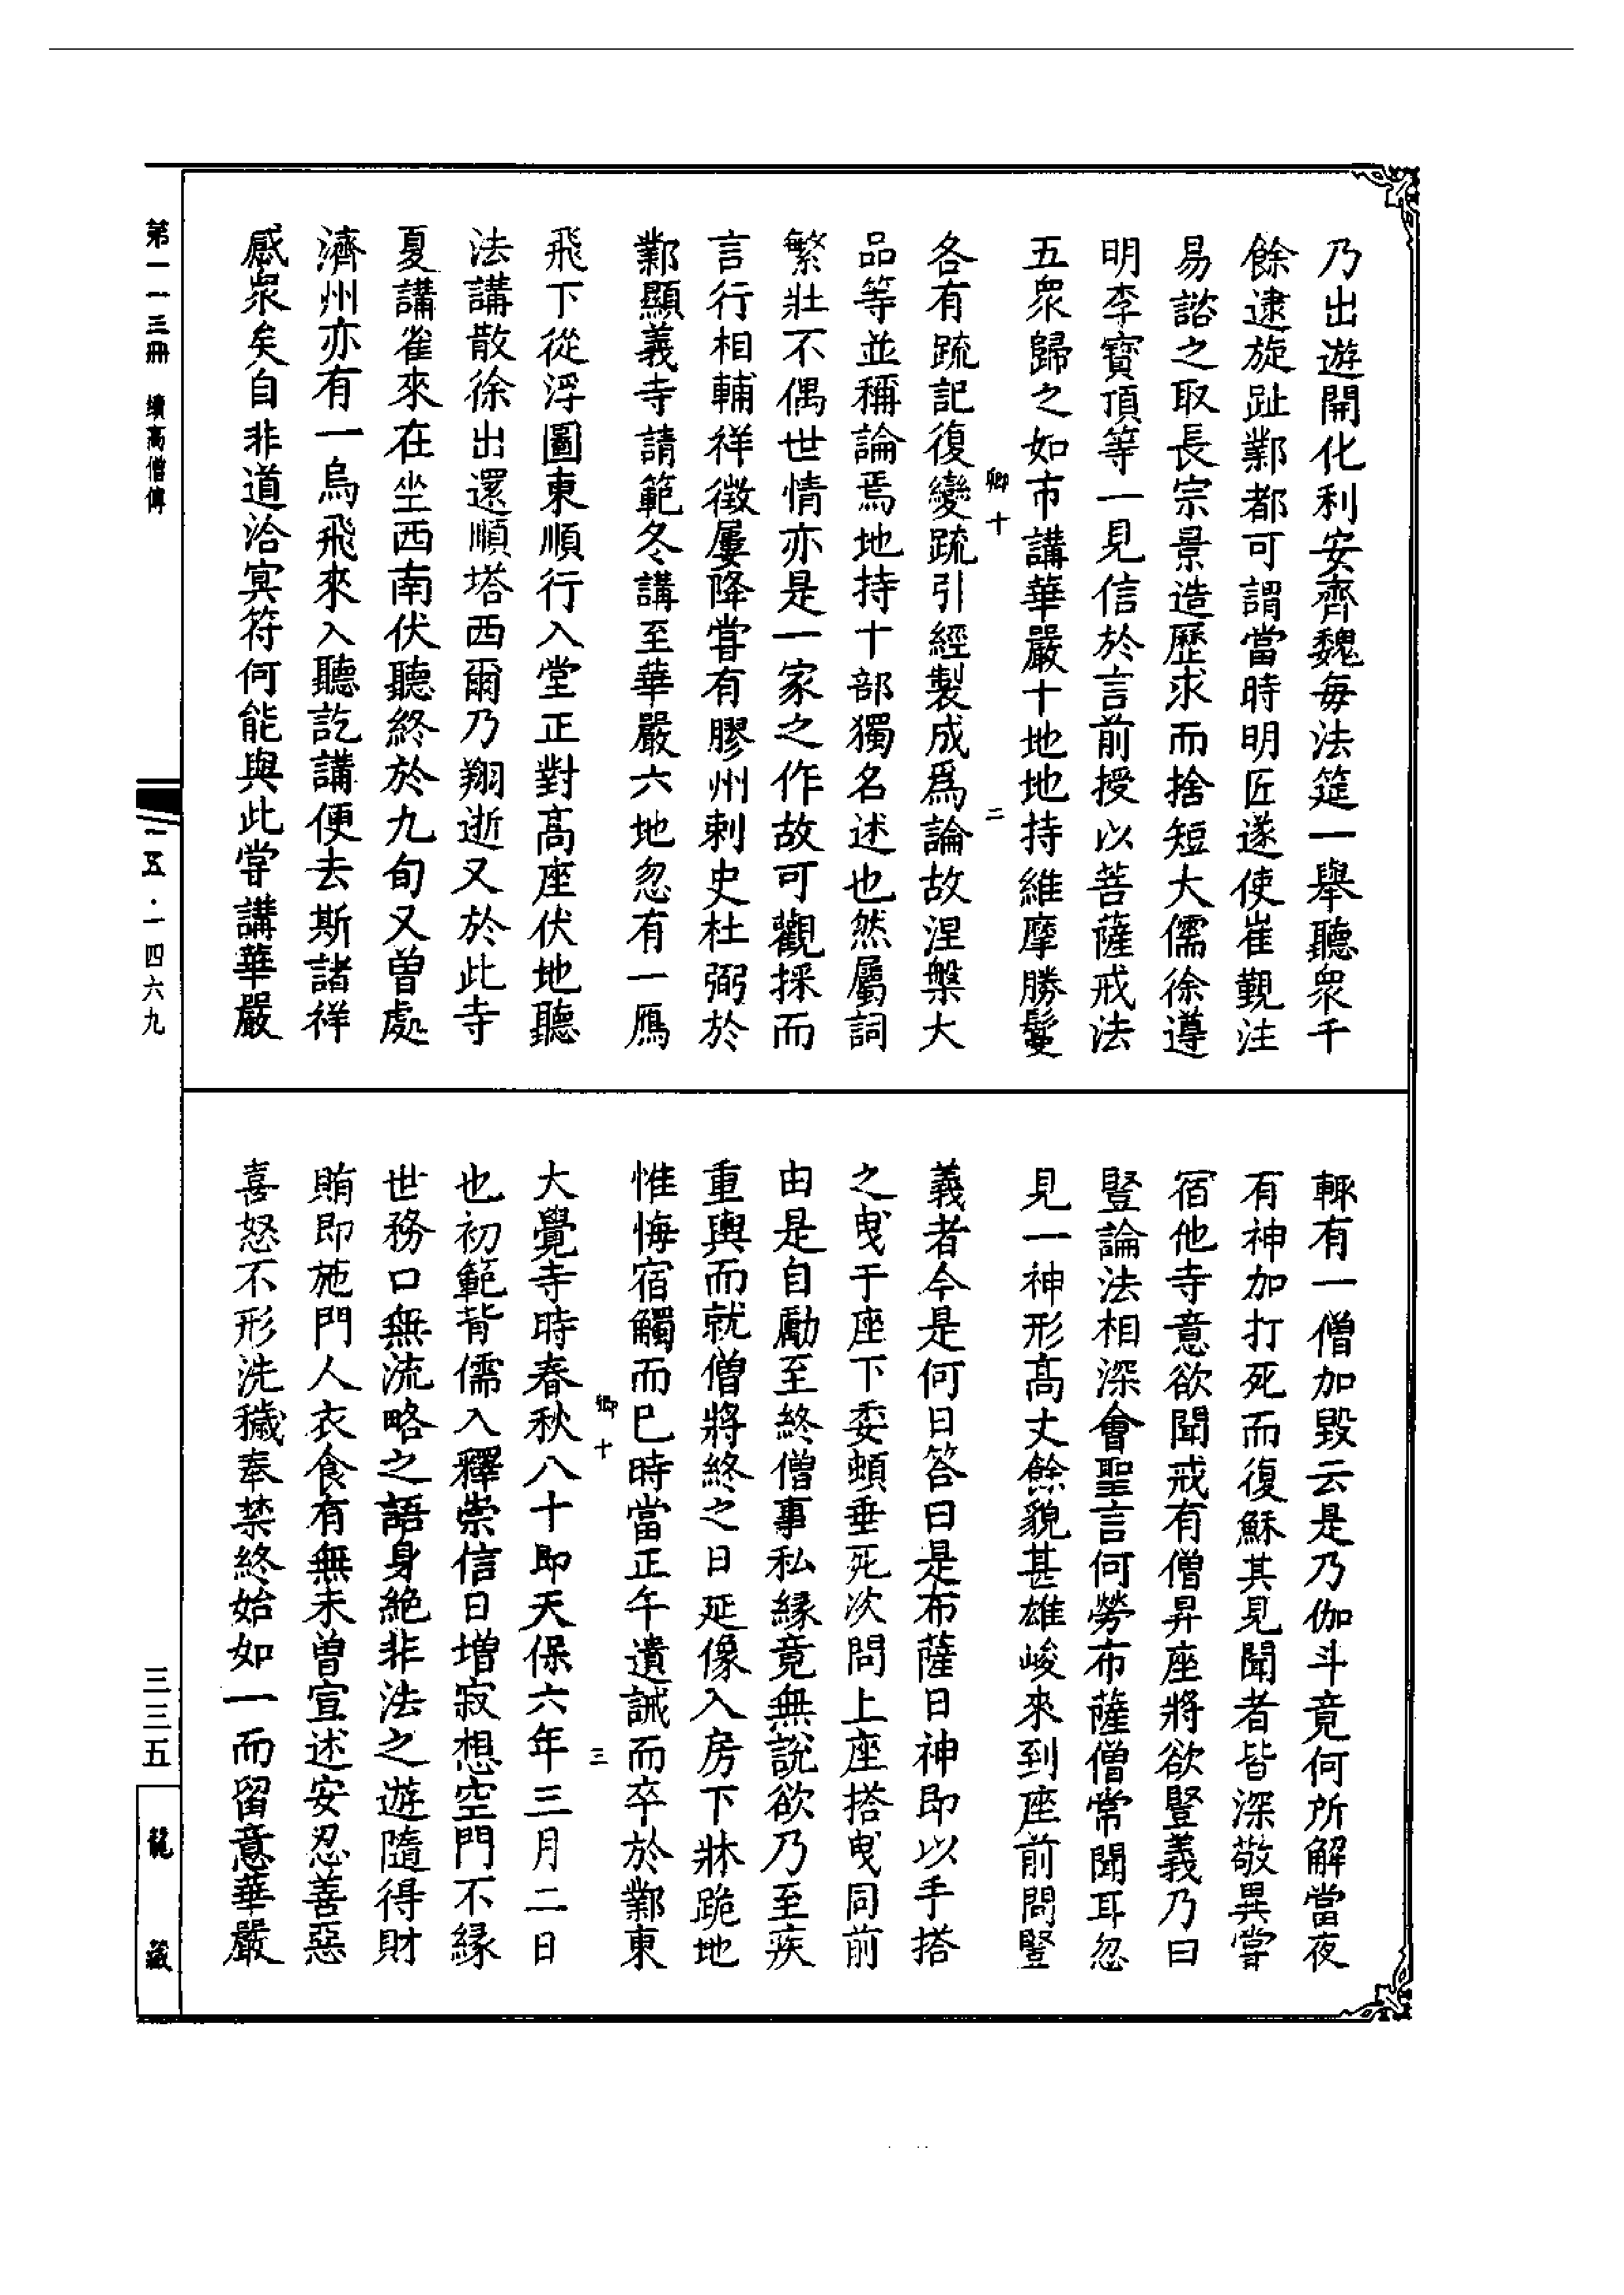 乃出遊開化利安齊魏每法筵一舉聽衆千
餘逮旋趾鄴都可謂當時明匠遂使崔覲注
易諮之取長宗景造歷求而捨短大儒徐遵
明李寶頂等一見信於言前授以菩薩戒法
五衆歸之如市講華嚴十地地持維摩勝鬘
卿十 二
各有疏記復變疏引經製成爲論故涅槃大
品等並稱論焉地持十部獨名述也然屬詞
繁壯不偶世情亦是一家之作故可觀採而
言行相輔祥徵屢降嘗有膠州刺史杜弼於
鄴顯義寺請範冬講至華嚴六地忽有一鴈
飛下從浮圖東順行入堂正對高座伏地聽
法講散徐出還順塔西爾乃翔逝又於此寺
夏講雀來在坐西南伏聽終於九旬又曾處
濟州亦有一烏飛來入聽訖講便去斯諸祥
感衆矣自非道洽冥符何能與此嘗講華嚴
輙有一僧加毀云是乃伽斗竟何所解當夜
有神加打死而復穌其見聞者皆深敬異嘗
宿他寺意欲聞戒有僧昇座將欲豎義乃曰
豎論法相深會聖言何勞布薩僧常聞耳忽
見一神形高丈餘貌甚雄峻來到座前問豎
義者今是何日答曰是布薩日神即以手搭
之曳于座下委頓垂死次問上座搭曳同前
由是自勵至終僧事私緣竟無說欲乃至疾
重輿而就僧將終之日延像入房下牀跪地
惟悔宿觸而已時當正午遺誡而卒於鄴東
卿十 三
大覺寺時春秋八十即天保六年三月二日
也初範背儒入釋崇信日增寂想空門不緣
世務口無流略之語身絶非法之遊隨得財
賄即施門人衣食有無未曾宣述安忍善惡
喜怒不形洗穢奉禁終始如一而留意華嚴
第一一三冊 續高僧傳
一五·一四六九
三三五
龍藏